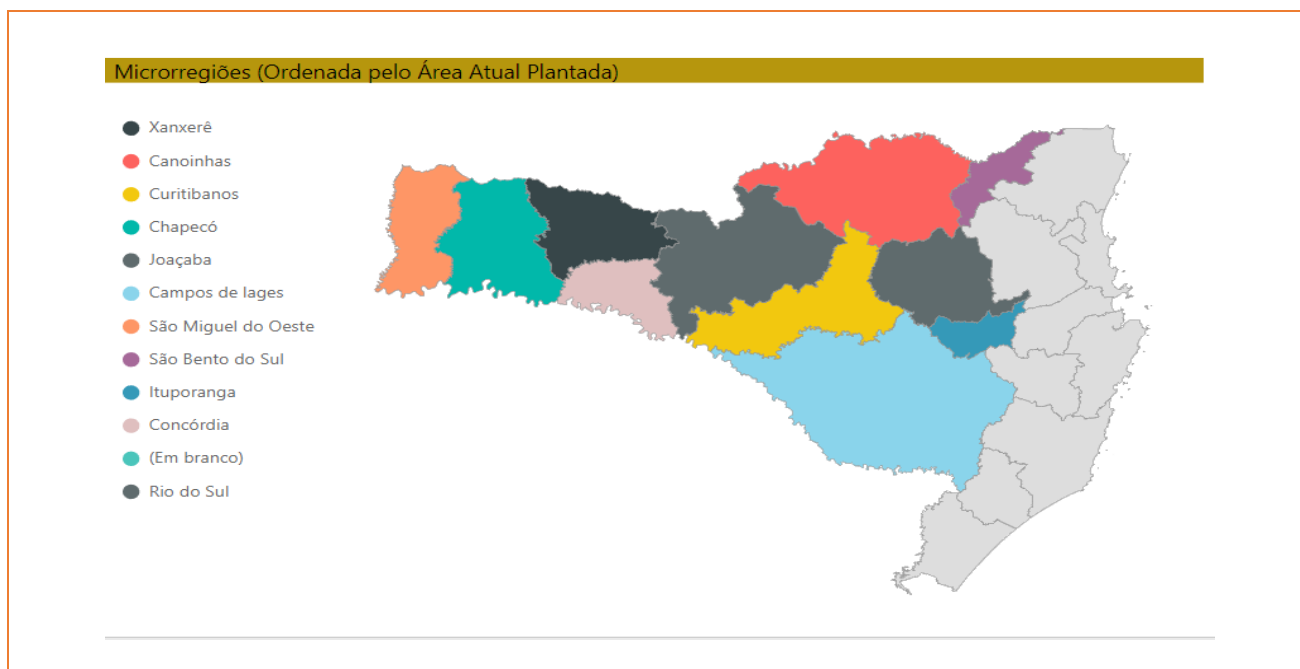 Microrregiões (Ordenada pelo Área Atual Plantada)
Xanxerê
Canoinhas
Curitibanos
Chapecó
Joaçaba
Campos de lages
São Miguel do Oeste
São Bento do Sul
Ituporanga
Concórdia
(Em branco)
Rio do Sul